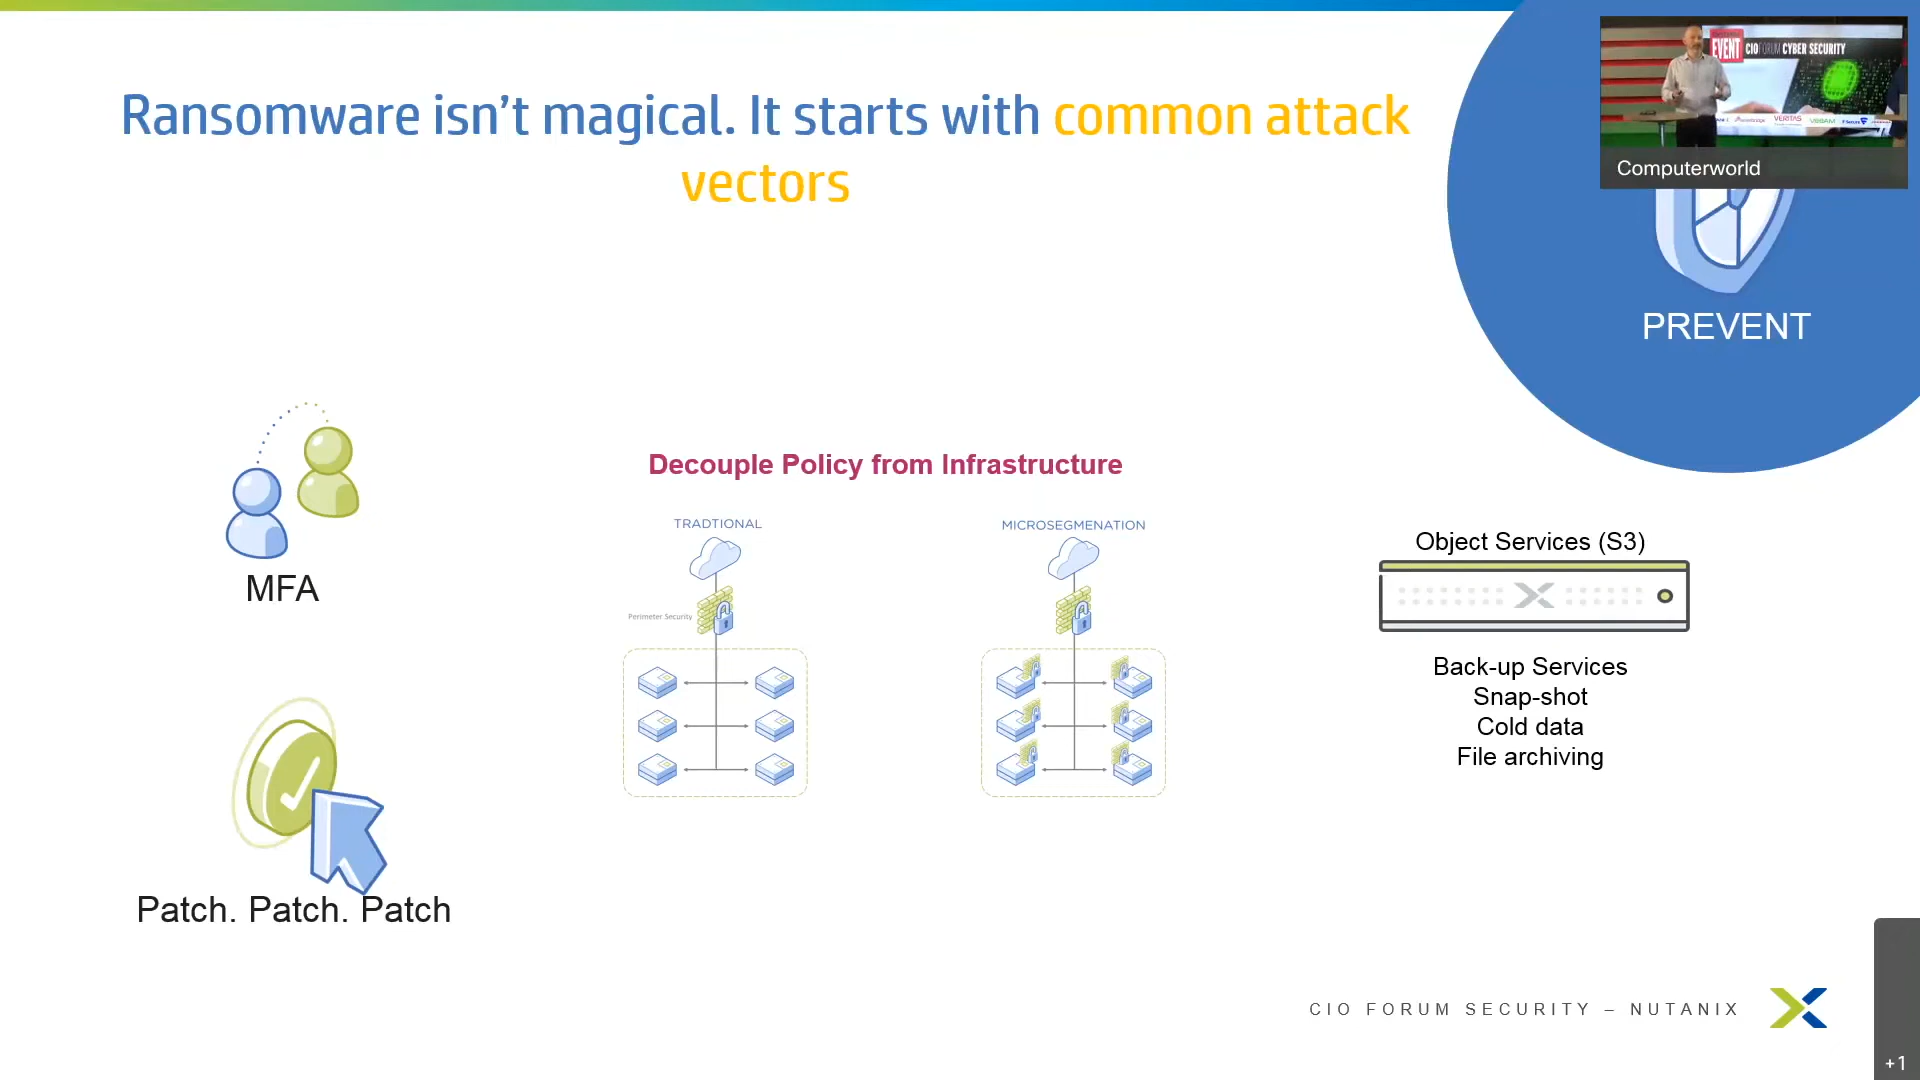 Ransomware isn't magical. It starts with common attack
vectors
EVENT
CIO FORUM CYBER SECURITY
VERITAS
VEEAM
Computerworld
PREVENT
MFA
Patch. Patch. Patch
Decouple Policy from Infrastructure
TRADTIONAL
Perimeter Security
MICROSEGMENATION
Object Services (S3)
Back-up Services
Snap-shot
Cold data
File archiving
CIO FORUM SECURITY – NUTANIX
+1